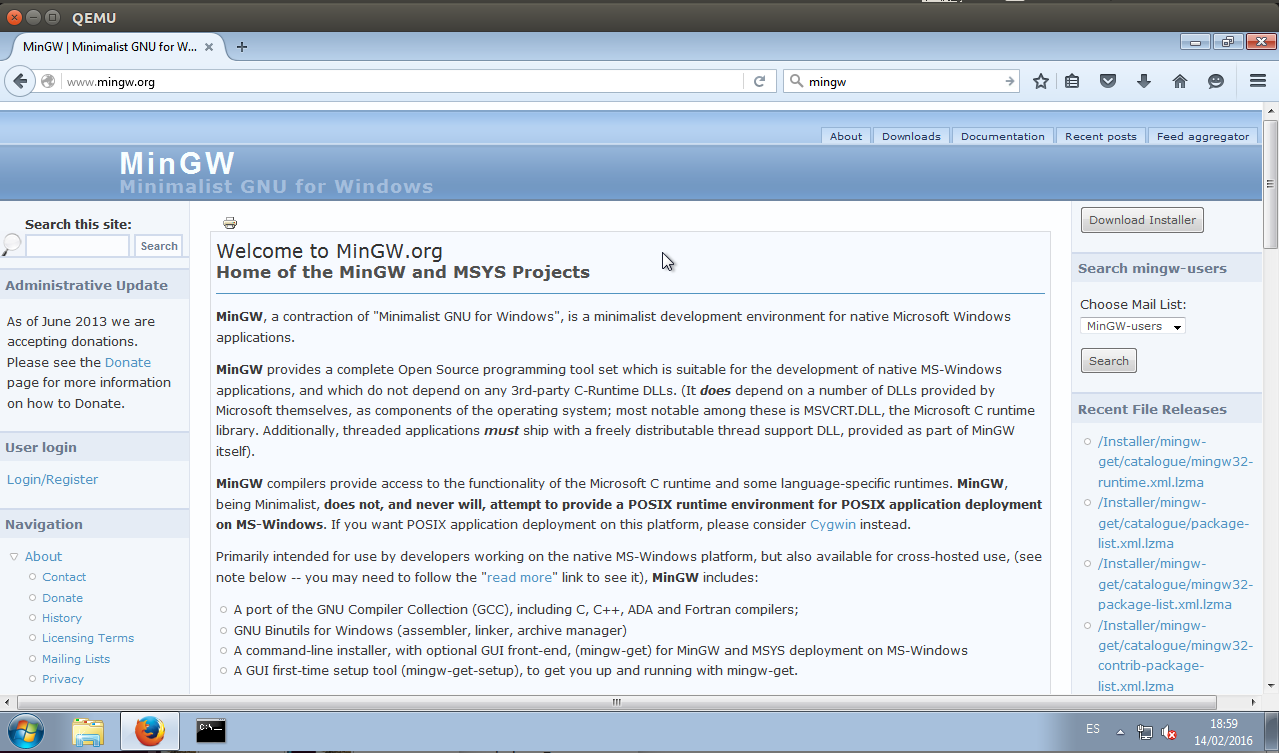 QEMU
MinGW | Minimalist GNU for W...
www.mingw.org
mingw
About
Downloads
Documentation
Recent posts
Feed aggregator
MinGW
Minimalist GNU for Windows
Search this site:
Search
Administrative Update
As of June 2013 we are
accepting donations.
Please see the Donate
page for more information
on how to Donate.
User login
Login/Register
Navigation
About
Contact
Donate
History
Licensing Terms
Mailing Lists
Privacy
Welcome to MinGW.org
Home of the MinGW and MSYS Projects
MinGW, a contraction of "Minimalist GNU for Windows", is a minimalist development environment for native Microsoft Windows
applications.
MinGW provides a complete Open Source programming tool set which is suitable for the development of native MS-Windows
applications, and which do not depend on any 3rd-party C-Runtime DLLs. (It does depend on a number of DLLs provided by
Microsoft themselves, as components of the operating system; most notable among these is MSVCRT.DLL, the Microsoft C runtime
library. Additionally, threaded applications must ship with a freely distributable thread support DLL, provided as part of MinGW
itself).
MinGW compilers provide access to the functionality of the Microsoft C runtime and some language-specific runtimes. MinGW,
being Minimalist, does not, and never will, attempt to provide a POSIX runtime environment for POSIX application deployment
on MS-Windows. If you want POSIX application deployment on this platform, please consider Cygwin instead.
Primarily intended for use by developers working on the native MS-Windows platform, but also available for cross-hosted use, (see
note below -- you may need to follow the "read more" link to see it), MinGW includes:
A port of the GNU Compiler Collection (GCC), including C, C++, ADA and Fortran compilers;
GNU Binutils for Windows (assembler, linker, archive manager)
A command-line installer, with optional GUI front-end, (mingw-get) for MinGW and MSYS deployment on MS-Windows
A GUI first-time setup tool (mingw-get-setup), to get you up and running with mingw-get.
Download Installer
Search mingw-users
Choose Mail List:
MinGW-users
Search
Recent File Releases
/Installer/mingw-
get/catalogue/mingw32-
runtime.xml.lzma
/Installer/mingw-
get/catalogue/package-
list.xml.lzma
/Installer/mingw-
get/catalogue/mingw32-
package-list.xml.lzma
/Installer/mingw-
get/catalogue/mingw32-
contrib-package-
list.xml.lzma
C:\
ES
18:59
14/02/2016